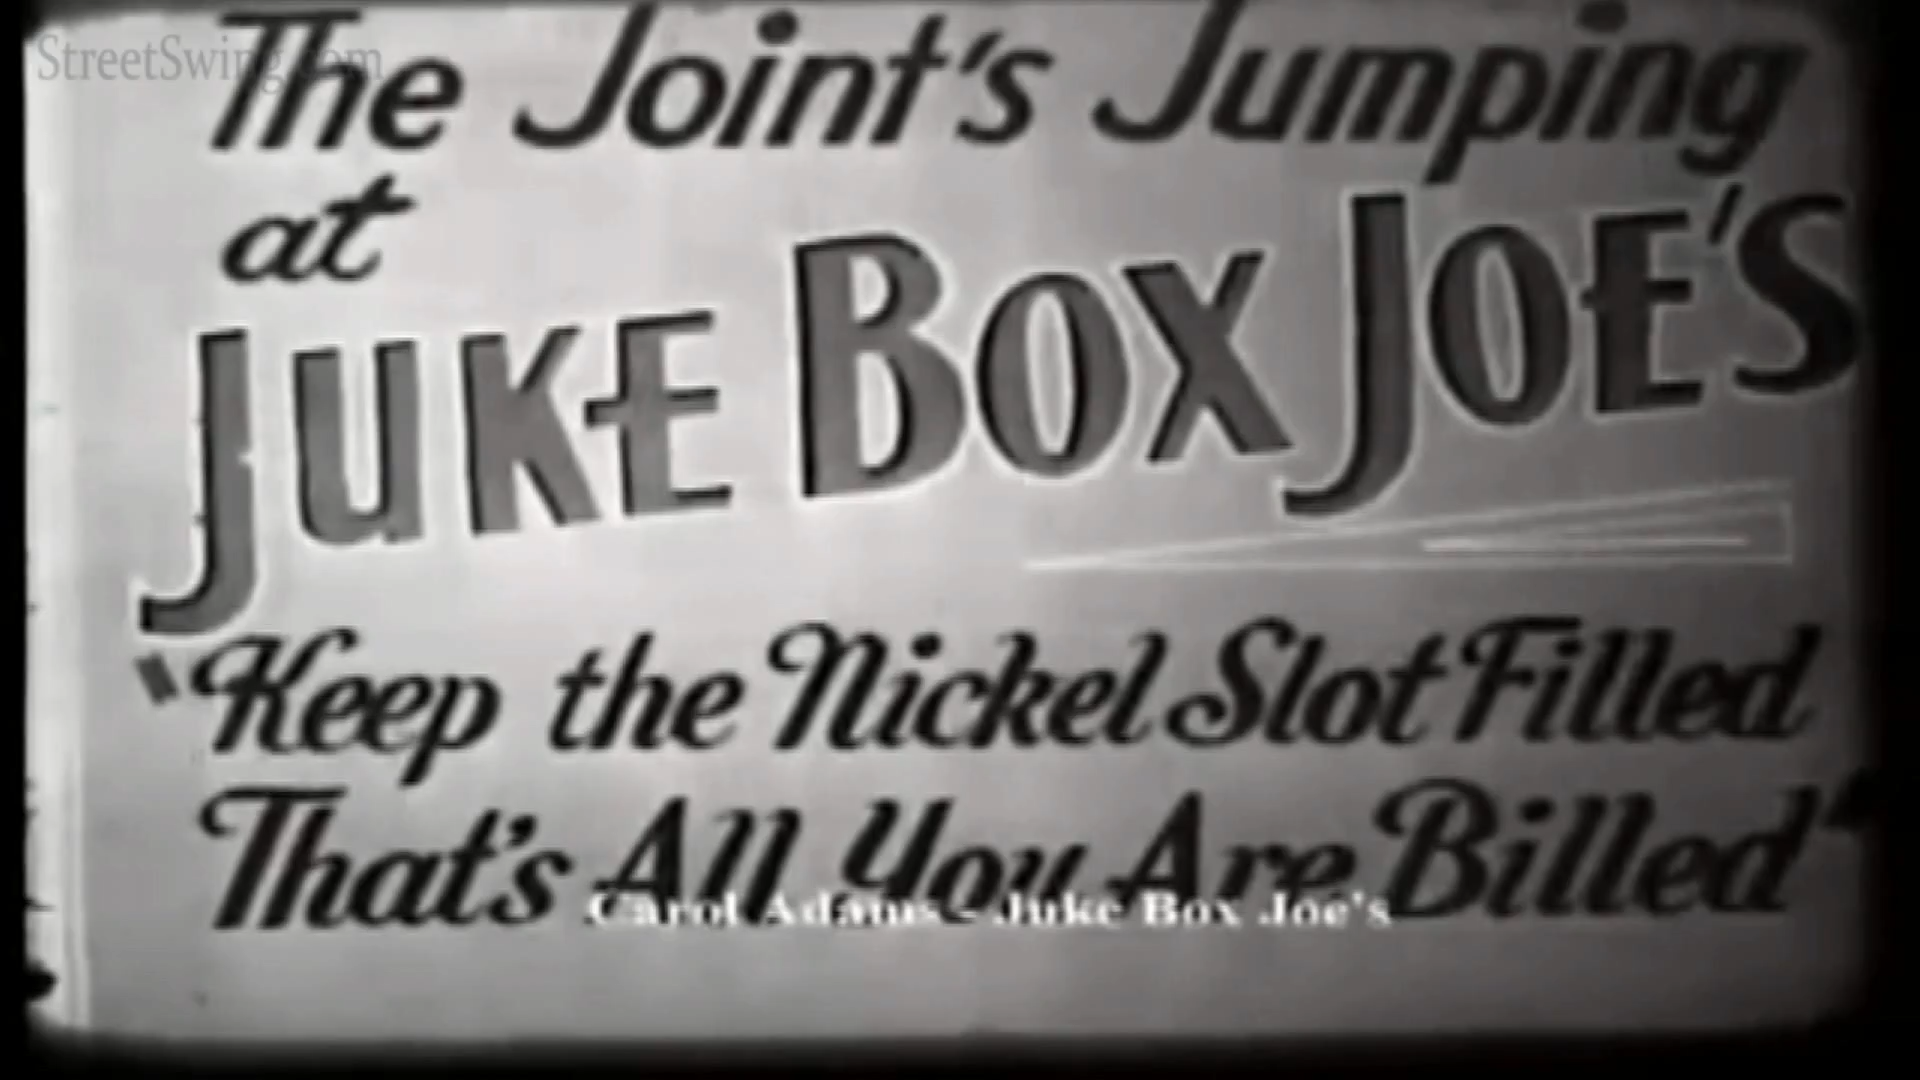 StreetSwing.com
The Joint's Jumping
at
JUKE BOX JOE'S
"Keep the Nickel Slot Filled
That's All You Are Billed"
Carol Adams - Juke Box Joe's